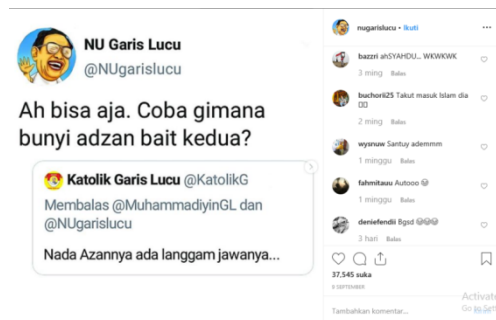 NU Garis Lucu
@NUgarislucu
Ah bisa aja. Coba gimana
bunyi adzan bait kedua?
Katolik Garis Lucu @KatolikG
Membalas @MuhammadiyinGL dan
@NUgarislucu
Nada Azannya ada langgam jawanya...
nugarislucu • Ikuti
bazzri ahSYAHDU... WKWKWK
3 ming Balas
buchorii25 Takut masuk Islam dia
2 ming Balas
wysnuw Santuy ademmm
1 minggu Balas
fahmitauu Autooo
1 minggu Balas
deniefendii Bgsd
3 hari Balas
37.545 suka
8 SEPTEMBER
Tambahkan komentar...
Activate
Go to Sett